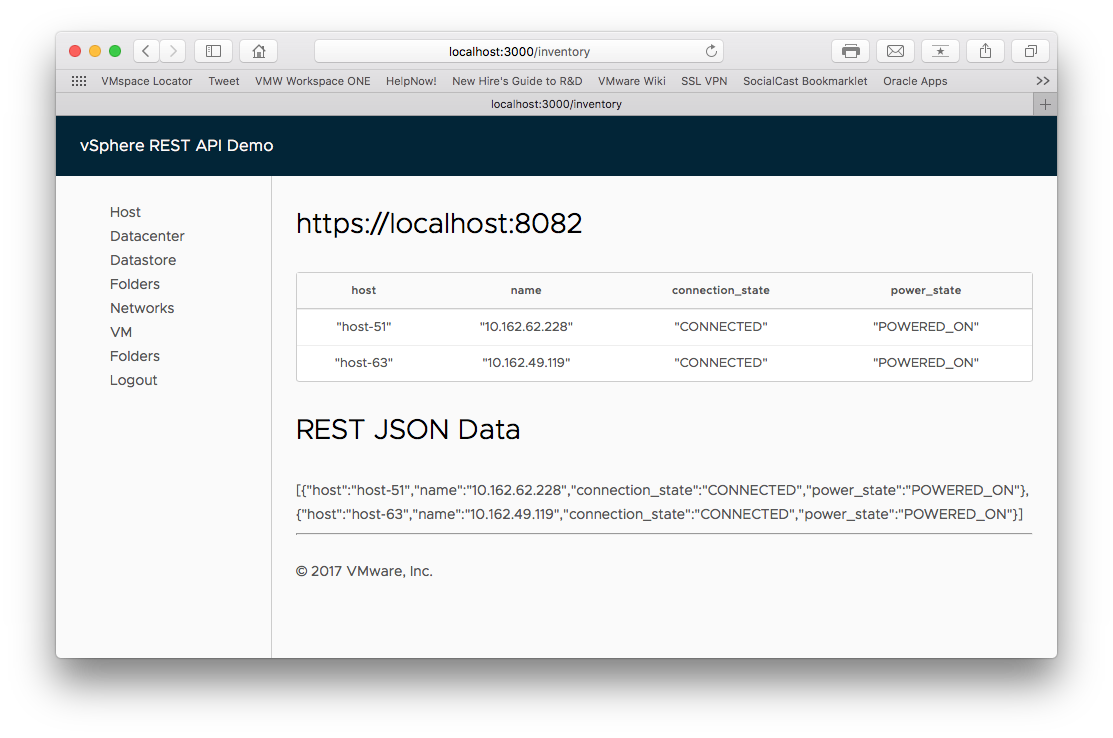 localhost:3000/inventory
VMspace Locator Tweet VMW Workspace ONE HelpNow! New Hire's Guide to R&D VMware Wiki SSL VPN SocialCast Bookmarklet Oracle Apps >>
localhost:3000/inventory
vSphere REST API Demo
Host
Datacenter
Datastore
Folders
Networks
VM
Folders
Logout
https://localhost:8082
host name connection_state power_state
"host-51" "10.162.62.228" "CONNECTED" "POWERED_ON"
"host-63" "10.162.49.119" "CONNECTED" "POWERED_ON"
REST JSON Data
[{"host":"host-51","name":"10.162.62.228","connection_state":"CONNECTED","power_state":"POWERED_ON"},
{"host":"host-63","name":"10.162.49.119","connection_state":"CONNECTED","power_state":"POWERED_ON"}]
© 2017 VMware, Inc.